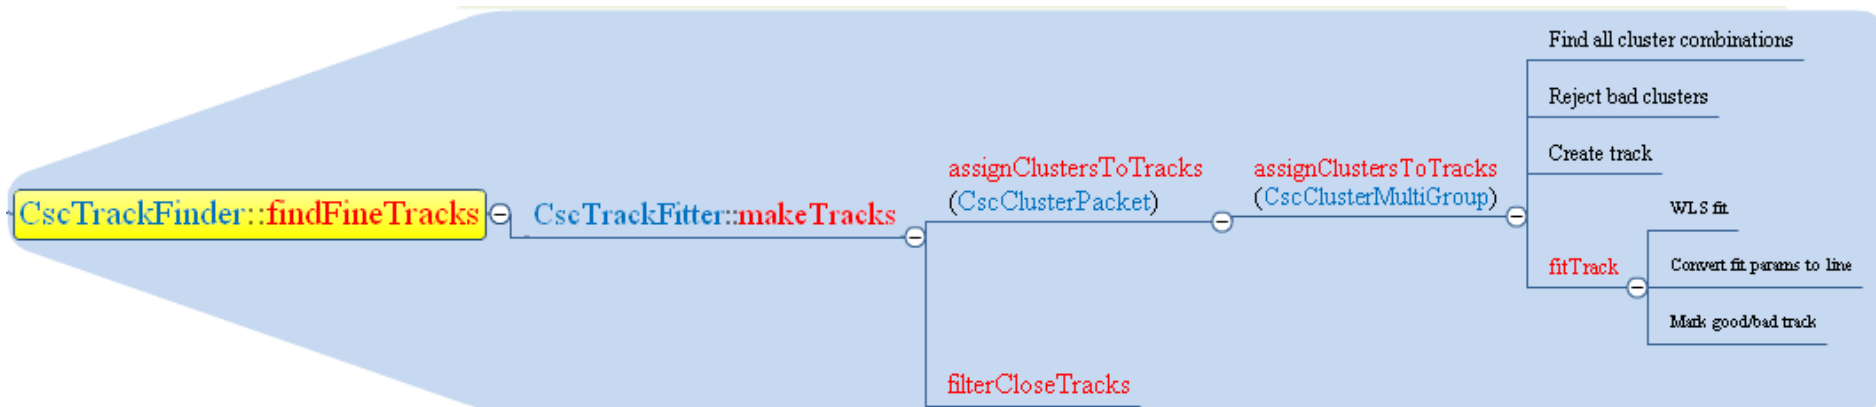 CscTrackFinder::findFineTracks
CscTrackFitter::makeTracks
assignClustersToTracks
(CscClusterPacket)
assignClustersToTracks
(CscClusterMultiGroup)
Find all cluster combinations
Reject bad clusters
Create track
fitTrack
WLS fit
Convert fit params to line
Mark good/bad track
filterCloseTracks